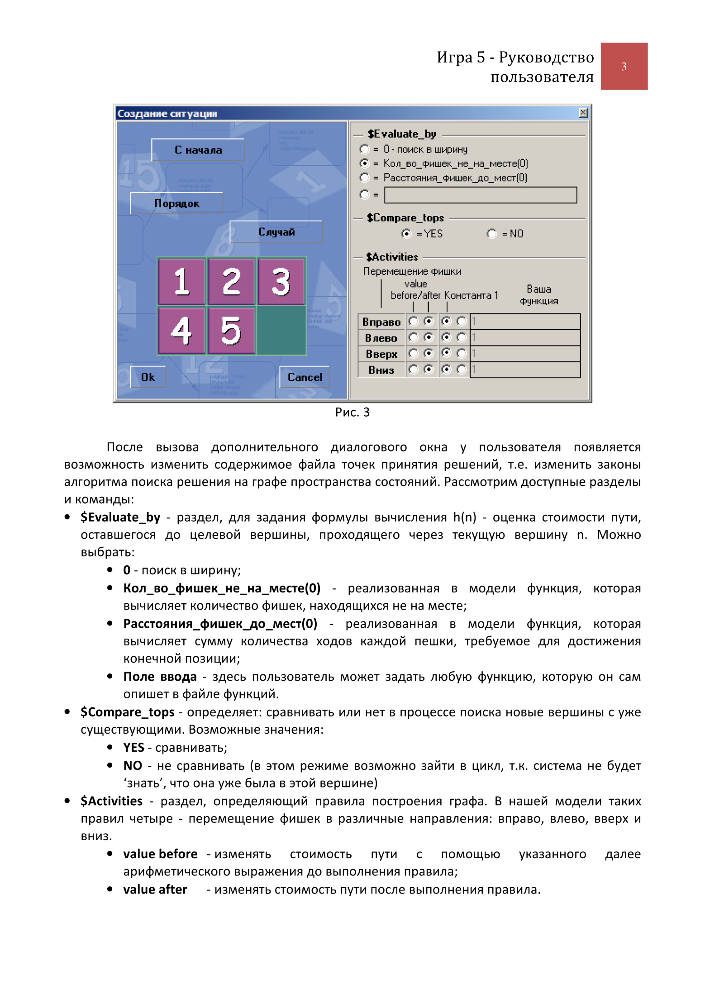 Игра 5 - Руководство
пользователя
3
Создание ситуации
С начала
Порядок
Случай
1 2 3
4 5
Ok
Cancel
$Evaluate_by
= 0 - поиск в ширину
= Кол_во_фишек_не_на_месте(0)
= Расстояния_фишек_до_мест(0)
=
$Compare_tops
= YES = NO
$Activities
Перемещение фишки
value
before/after Константа 1
Ваша
функция
Вправо 1
Влево 1
Вверх 1
Вниз 1
Рис. 3
После вызова дополнительного диалогового окна у пользователя появляется
возможность изменить содержимое файла точек принятия решений, т.е. изменить законы
алгоритма поиска решения на графе пространства состояний. Рассмотрим доступные разделы
и команды:
• $Evaluate_by - раздел, для задания формулы вычисления h(n) - оценка стоимости пути,
оставшегося до целевой вершины, проходящего через текущую вершину n. Можно
выбрать:
• 0 - поиск в ширину;
• Кол_во_фишек_не_на_месте(0) - реализованная в модели функция, которая
вычисляет количество фишек, находящихся не на месте;
• Расстояния_фишек_до_мест(0) - реализованная в модели функция, которая
вычисляет сумму количества ходов каждой пешки, требуемое для достижения
конечной позиции;
• Поле ввода - здесь пользователь может задать любую функцию, которую он сам
опишет в файле функций.
• $Compare_tops - определяет: сравнивать или нет в процессе поиска новые вершины с уже
существующими. Возможные значения:
• YES - сравнивать;
• NO - не сравнивать (в этом режиме возможно зайти в цикл, т.к. система не будет
‘знать’, что она уже была в этой вершине)
• $Activities - раздел, определяющий правила построения графа. В нашей модели таких
правил четыре - перемещение фишек в различные направления: вправо, влево, вверх и
вниз.
• value before - изменять стоимость пути с помощью указанного далее
арифметического выражения до выполнения правила;
• value after - изменять стоимость пути после выполнения правила.